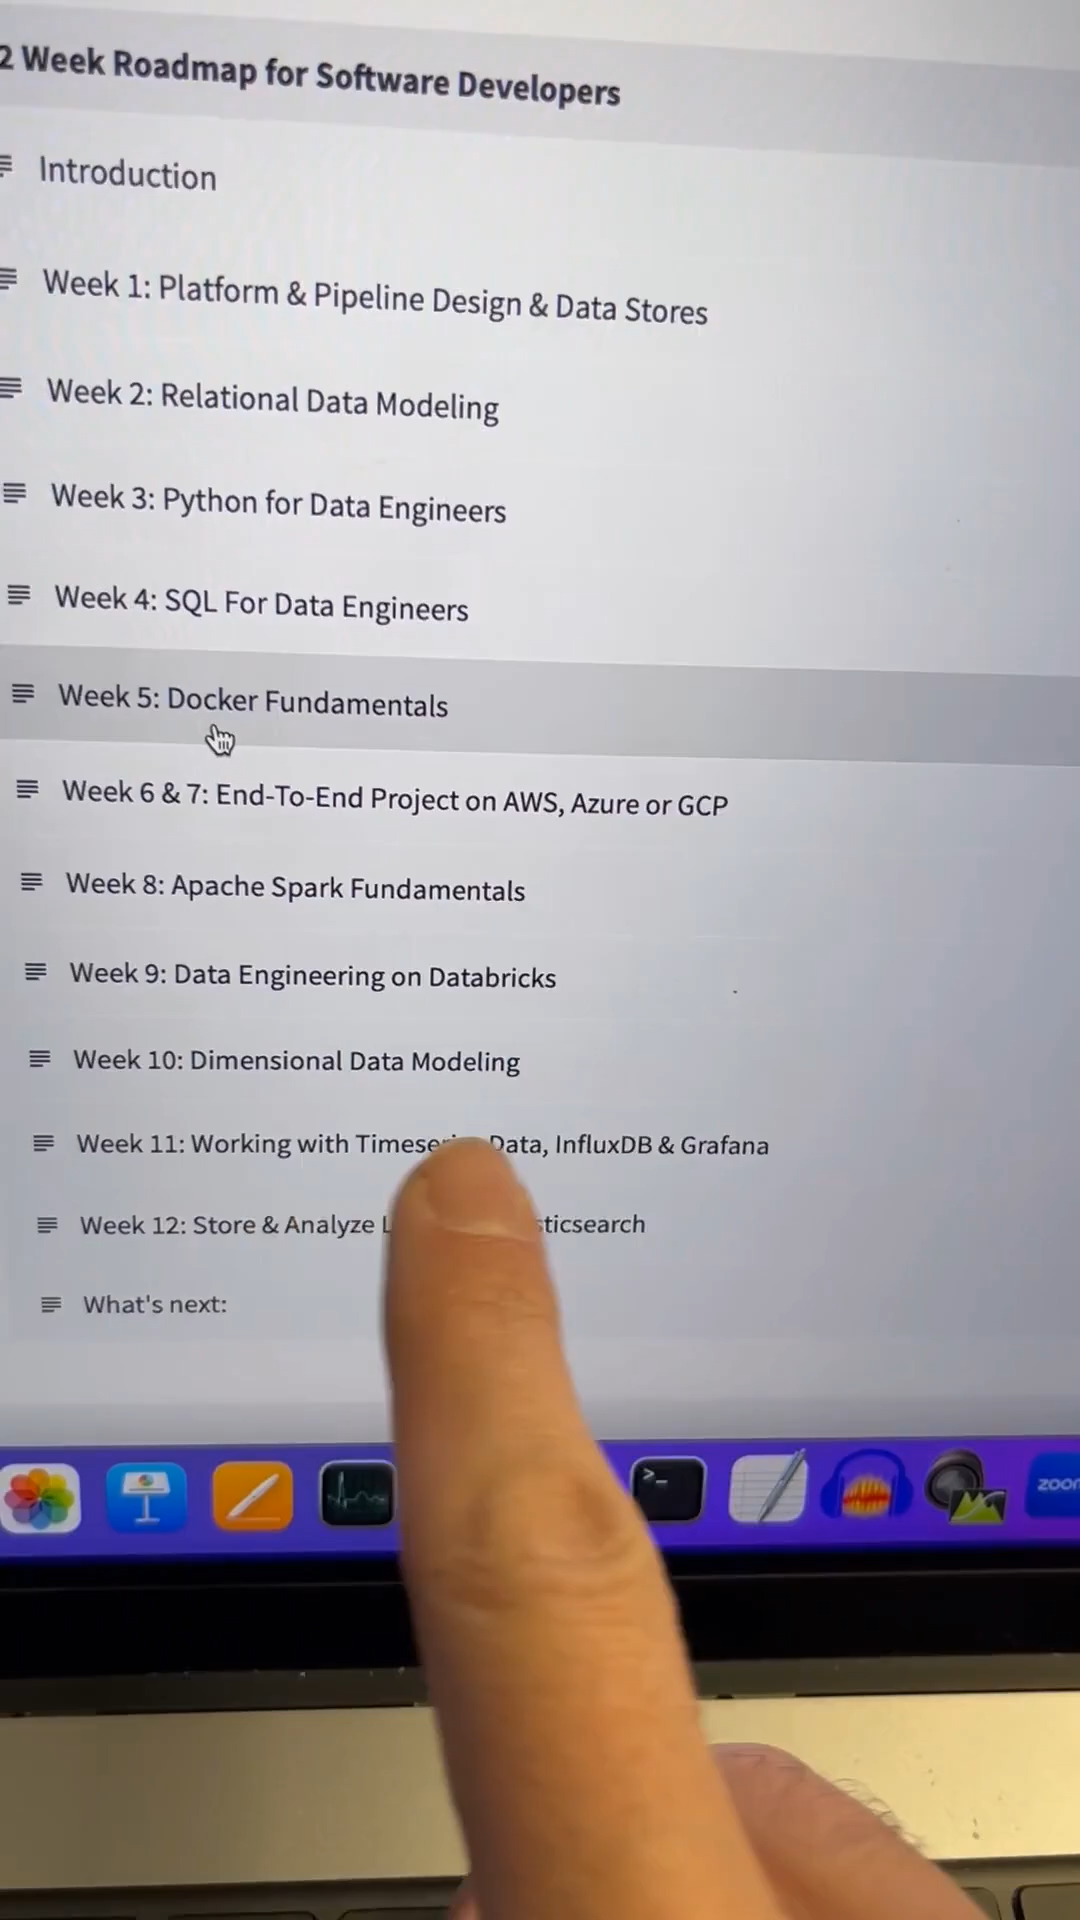 2 Week Roadmap for Software Developers
Introduction
Week 1: Platform & Pipeline Design & Data Stores
Week 2: Relational Data Modeling
Week 3: Python for Data Engineers
Week 4: SQL For Data Engineers
Week 5: Docker Fundamentals
Week 6 & 7: End-To-End Project on AWS, Azure or GCP
Week 8: Apache Spark Fundamentals
Week 9: Data Engineering on Databricks
Week 10: Dimensional Data Modeling
Week 11: Working with Data, InfluxDB & Grafana
Week 12: Store & Analyze
What's next:
>_